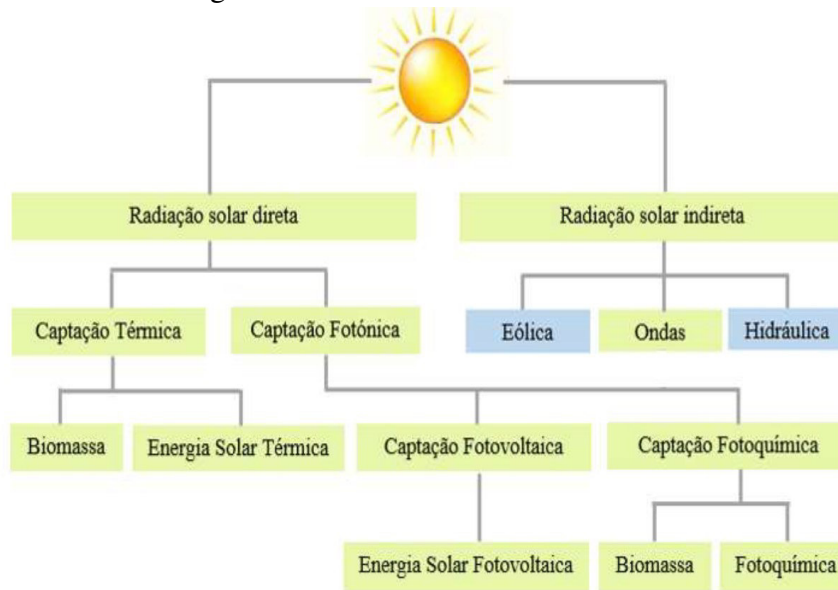 Radiação solar direta
Radiação solar indireta
Captação Térmica
Captação Fotónica
Eólica
Ondas
Hidráulica
Biomassa
Energia Solar Térmica
Captação Fotovoltaica
Captação Fotoquímica
Energia Solar Fotovoltaica
Biomassa
Fotoquímica